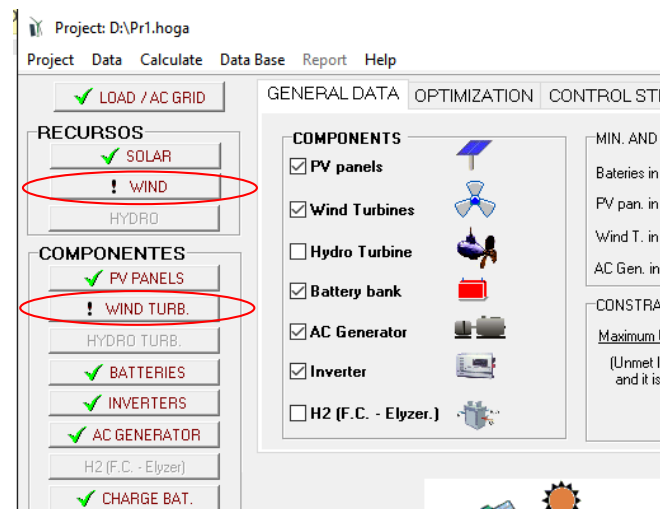 Project: D:\Pr1.hoga
Project Data Calculate Data Base Report Help
LOAD / AC GRID
RECURSOS
SOLAR
! WIND
HYDRO
COMPONENTES
PV PANELS
! WIND TURB.
HYDRO TURB.
BATTERIES
INVERTERS
AC GENERATOR
H2 (F.C. - Elyzer)
CHARGE BAT.
GENERAL DATA OPTIMIZATION CONTROL STR
COMPONENTS
PV panels
Wind Turbines
Hydro Turbine
Battery bank
AC Generator
Inverter
H2 (F.C. - Elyzer.)
MIN. AND
Bateries in
PV pan. in
Wind T. in
AC Gen. in
CONSTRA
Maximum
(Unmet l
and it is